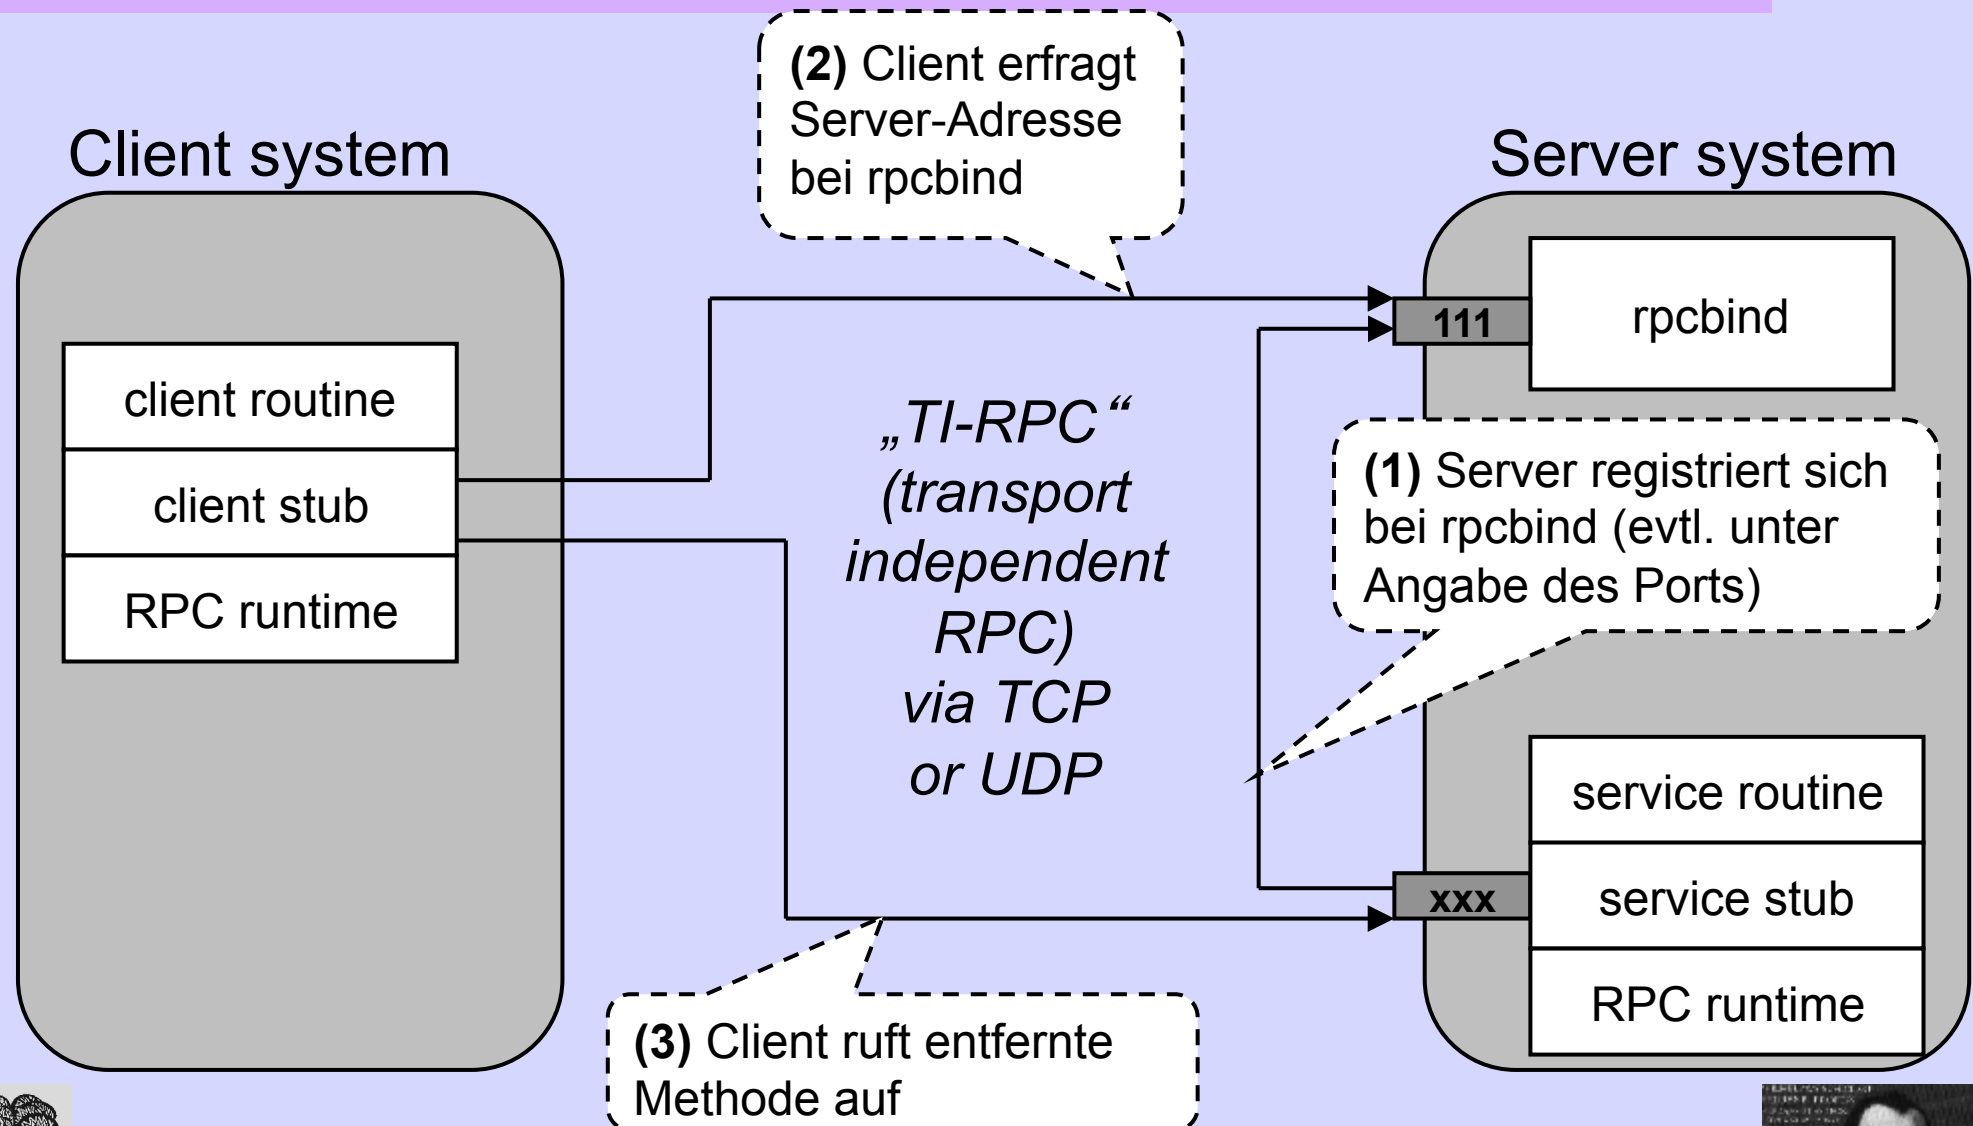 (2) Client erfragt
Server-Adresse
bei rpcbind
Client system
Server system
111
rpcbind
client routine
client stub
RPC runtime
„TI-RPC“
(transport
independent
RPC)
via TCP
or UDP
(1) Server registriert sich
bei rpcbind (evtl. unter
Angabe des Ports)
service routine
xxx
service stub
RPC runtime
(3) Client ruft entfernte
Methode auf